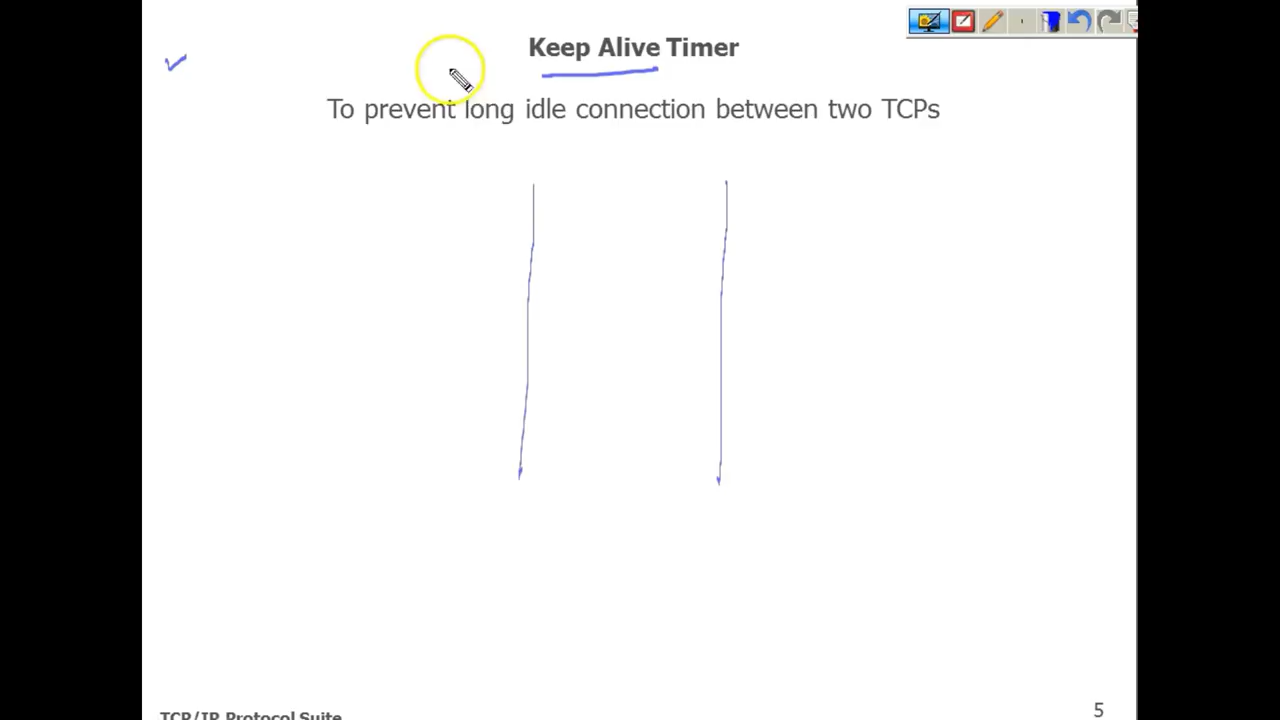 Keep Alive Timer
To prevent long idle connection between two TCPs
TCP/IP Protocol Suite
5